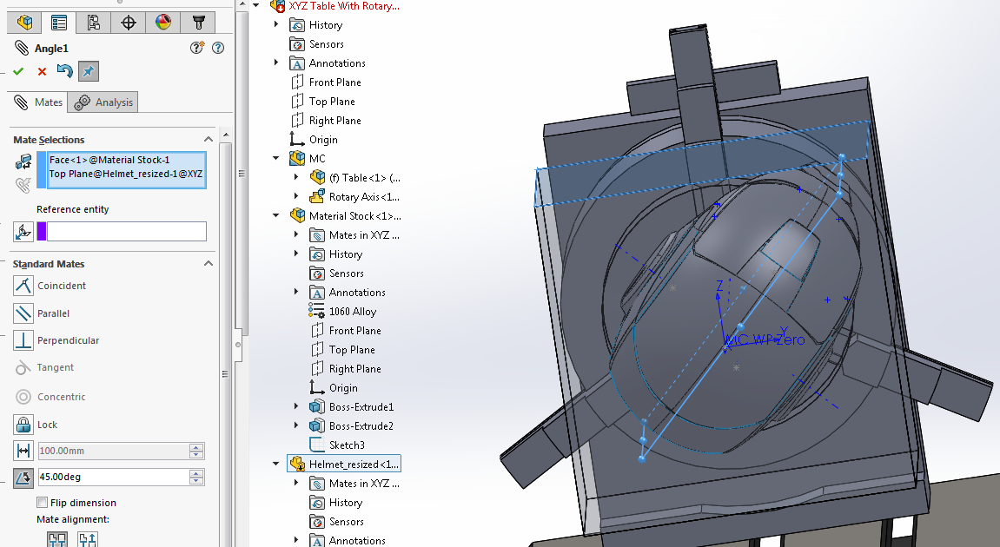 Angle1
Mates
Analysis
Mate Selections
Face<1>@Material Stock-1
Top Plane@Helmet_resized-1@XYZ
Reference entity
Standard Mates
Coincident
Parallel
Perpendicular
Tangent
Concentric
Lock
100.00mm
45.00deg
Flip dimension
Mate alignment:
XYZ Table With Rotary...
History
Sensors
Annotations
Front Plane
Top Plane
Right Plane
Origin
MC
(f) Table<1> (...
Rotary Axis<1...
Material Stock<1>...
Mates in XYZ ...
History
Sensors
Annotations
1060 Alloy
Front Plane
Top Plane
Right Plane
Origin
Boss-Extrude1
Boss-Extrude2
Sketch3
Helmet_resized<1...
Mates in XYZ ...
History
Sensors
Annotations
Z
Y
MC WP Zero